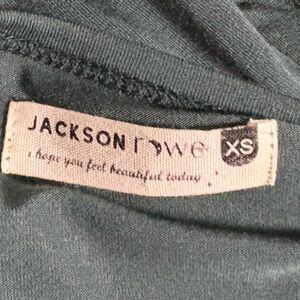 JACKSON rowe XS
i hope you feel beautiful today